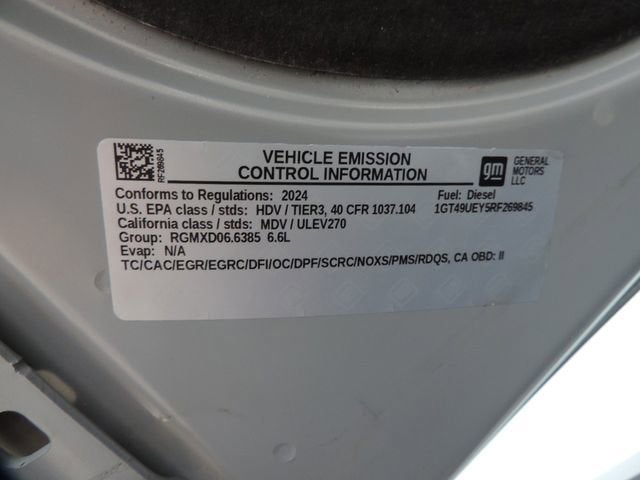 RF269845
VEHICLE EMISSION
CONTROL INFORMATION
gm
GENERAL
MOTORS
LLC
Conforms to Regulations: 2024
Fuel: Diesel
U.S. EPA class / stds: HDV / TIER3, 40 CFR 1037.104
1GT49UEY5RF269845
California class / stds: MDV / ULEV270
Group: RGMXD06.6385 6.6L
Evap: N/A
TC/CAC/EGR/EGRC/DFI/OC/DPF/SCRC/NOXS/PMS/RDQS, CA OBD: II